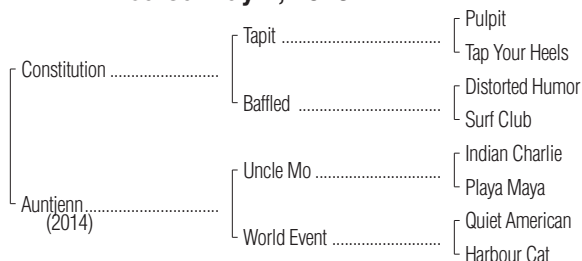 Pulpit
Tapit ........................................
Tap Your Heels
Constitution ...........................
Distorted Humor
Baffled ....................................
Surf Club
Indian Charlie
Uncle Mo ...............................
Playa Maya
Auntjenn.................................
(2014)
Quiet American
World Event ...........................
Harbour Cat